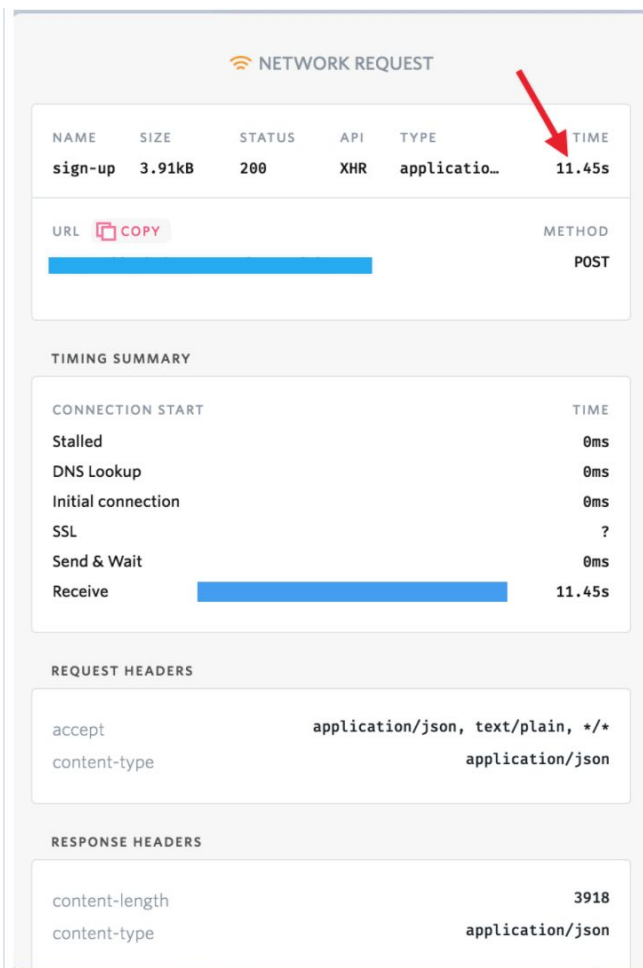 NETWORK REQUEST
NAME SIZE STATUS API TYPE TIME
sign-up 3.91kB 200 XHR applicatio… 11.45s
URL COPY METHOD
POST
TIMING SUMMARY
CONNECTION START TIME
Stalled 0ms
DNS Lookup 0ms
Initial connection 0ms
SSL ?
Send & Wait 0ms
Receive 11.45s
REQUEST HEADERS
accept application/json, text/plain, */*
content-type application/json
RESPONSE HEADERS
content-length 3918
content-type application/json